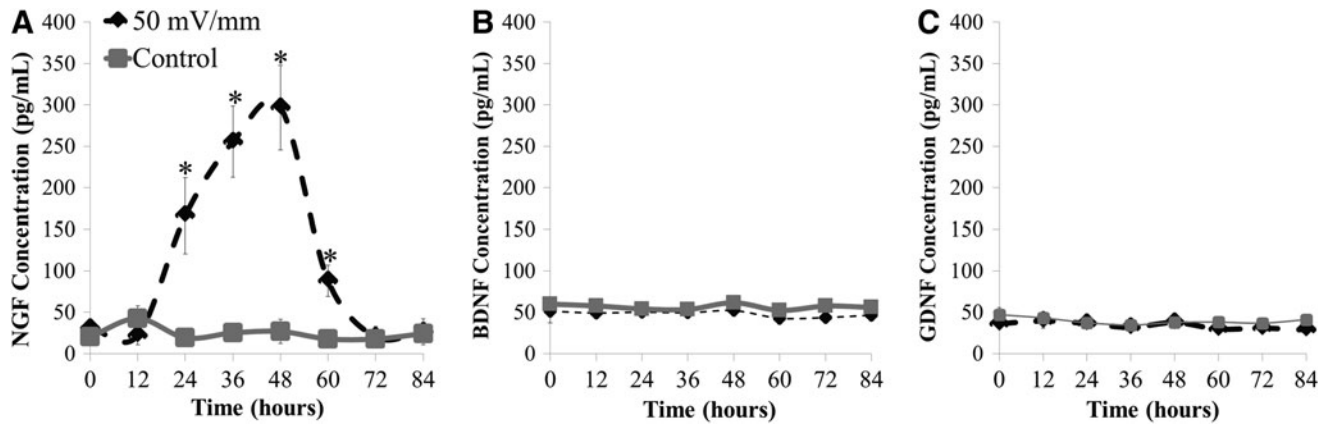 A
50 mV/mm
Control
NGF Concentration (pg/mL)
400
350
300
250
200
150
100
50
0
*
*
*
*
0 12 24 36 48 60 72 84
Time (hours)
B
BDNF Concentration (pg/mL)
400
350
300
250
200
150
100
50
0
0 12 24 36 48 60 72 84
Time (hours)
C
GDNF Concentration (pg/mL)
400
350
300
250
200
150
100
50
0
0 12 24 36 48 60 72 84
Time (hours)